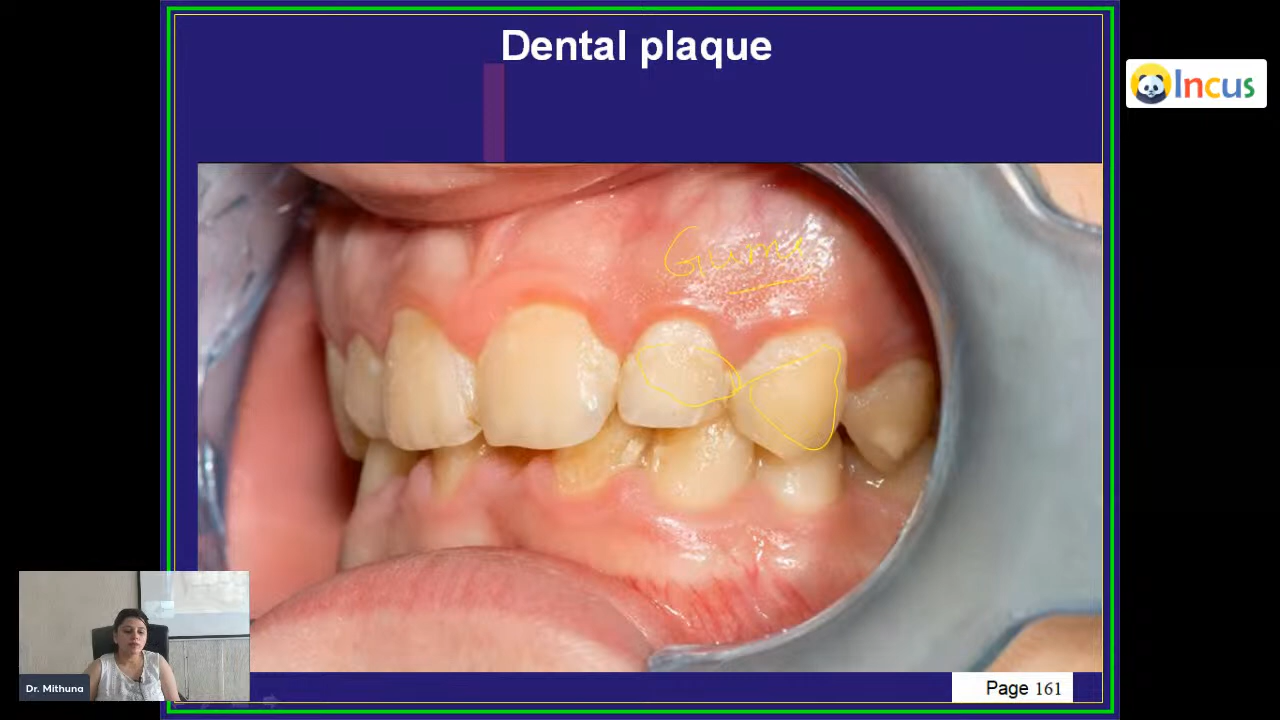 Dental plaque
Incus
Gums
Dr. Mithuna
Page 161